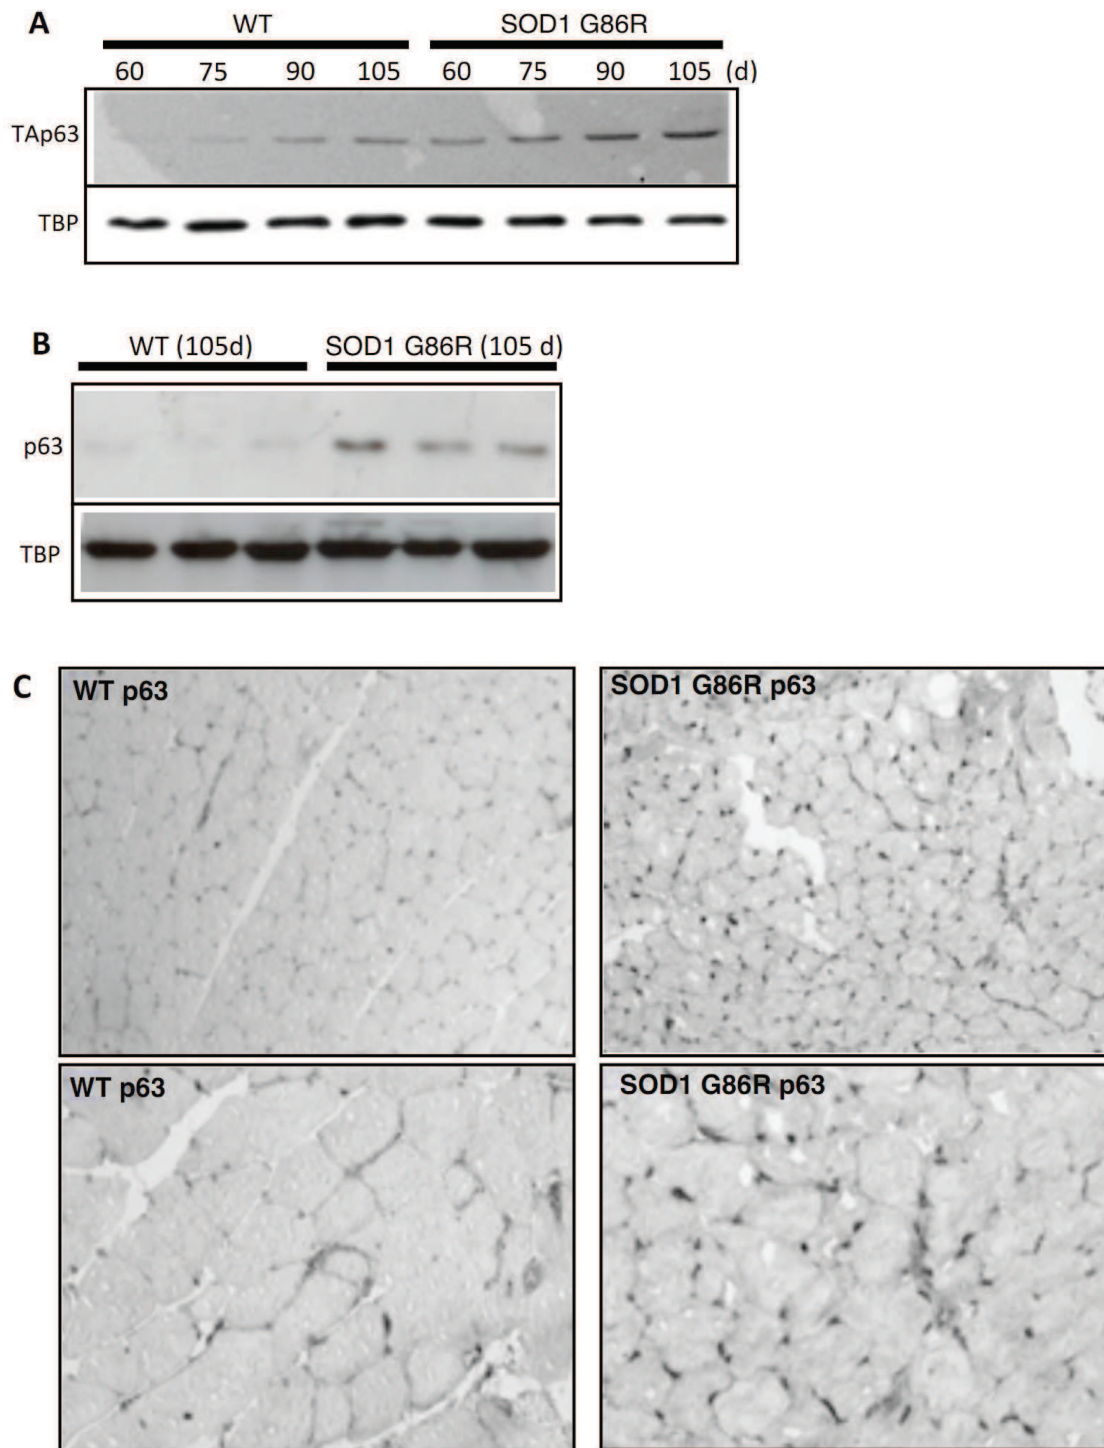 A
WT SOD1 G86R
60 75 90 105 60 75 90 105 (d)
TAp63
TBP
B
WT (105d) SOD1 G86R (105 d)
p63
TBP
C
WT p63 SOD1 G86R p63
WT p63 SOD1 G86R p63